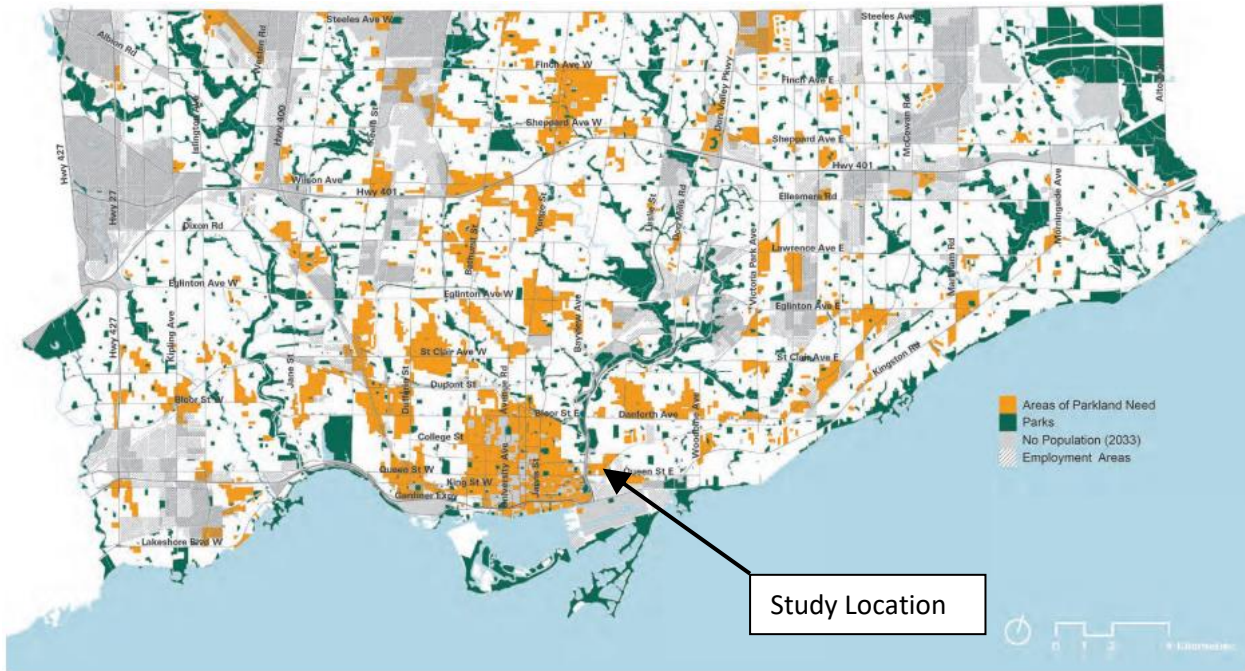 Steeles Ave W
Steeles Ave E
Albion Rd
Weston Rd
Finch Ave W
Finch Ave E
Islington Ave
Hwy 400
Keele St
Don Valley Pkwy
McCowan Rd
Sheppard Ave W
Sheppard Ave E
Hwy 427
Hwy 401
Wilson Ave
Hwy 401
Ellesmere Rd
Hwy 27
Dixon Rd
Bathurst St
Yonge St
Leslie St
Don Mills Rd
Morningside Ave
Lawrence Ave E
Victoria Park Ave
Markham Rd
Eglinton Ave W
Eglinton Ave W
Eglinton Ave E
Bayview Ave
Hwy 427
Kipling Ave
Jane St
St Clair Ave W
St Clair Ave E
Kingston Rd
Dufferin St
Dupont St
Avenue Rd
Bloor St W
Bloor St E
Danforth Ave
Woodbine Ave
College St
University Ave
Jarvis St
Queen St W
Queen St E
King St W
Gardiner Expy
Lakeshore Blvd W
Areas of Parkland Need
Parks
No Population (2033)
Employment Areas
Study Location
0 1 2 4 Kilometers